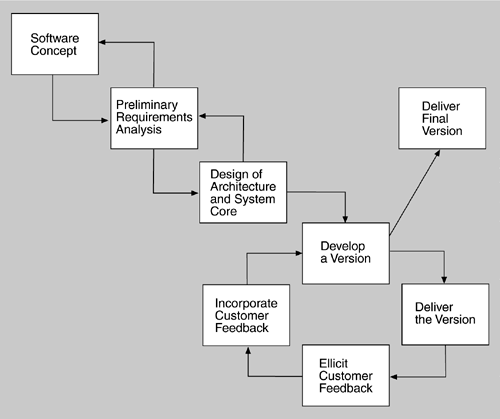 Software
Concept
Preliminary
Requirements
Analysis
Deliver
Final
Version
Design of
Architecture
and System
Core
Develop
a Version
Incorporate
Customer
Feedback
Deliver
the Version
Ellicit
Customer
Feedback